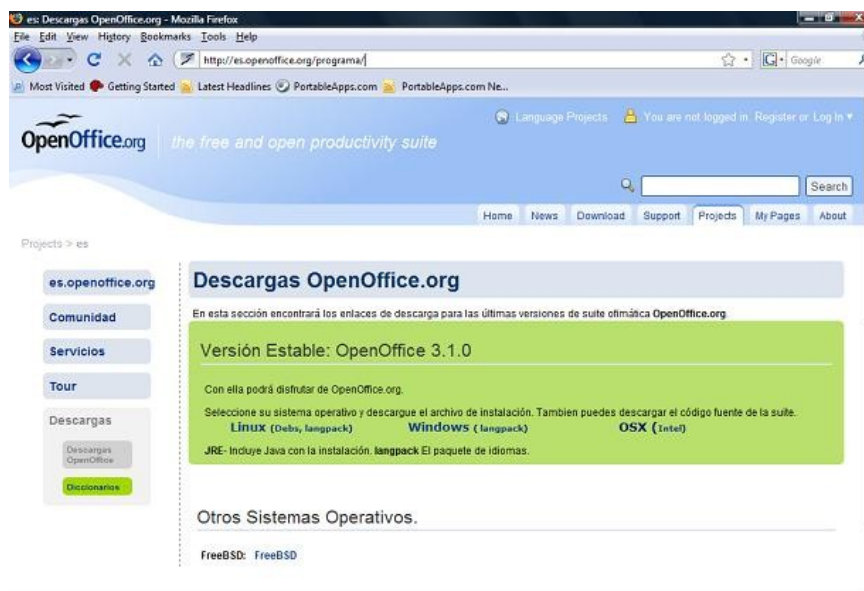 es: Descargas OpenOffice.org - Mozilla Firefox
File Edit View History Bookmarks Tools Help
http://es.openoffice.org/programa/
Google
Most Visited Getting Started Latest Headlines PortableApps.com PortableApps.com Ne...
OpenOffice.org the free and open productivity suite
Language Projects You are not logged in. Register or Log In
Search
Home News Download Support Projects My Pages About
Projects > es
es.openoffice.org
Comunidad
Servicios
Tour
Descargas
Descargas OpenOffice
Diccionarios
Descargas OpenOffice.org
En esta sección encontrará los enlaces de descarga para las últimas versiones de suite ofimática OpenOffice.org.
Versión Estable: OpenOffice 3.1.0
Con ella podrá disfrutar de OpenOffice.org.
Seleccione su sistema operativo y descargue el archivo de instalación. Tambien puedes descargar el código fuente de la suite.
Linux (Debs, langpack) Windows ( langpack) OSX (Intel)
JRE- Incluye Java con la instalación. langpack El paquete de idiomas.
Otros Sistemas Operativos.
FreeBSD: FreeBSD